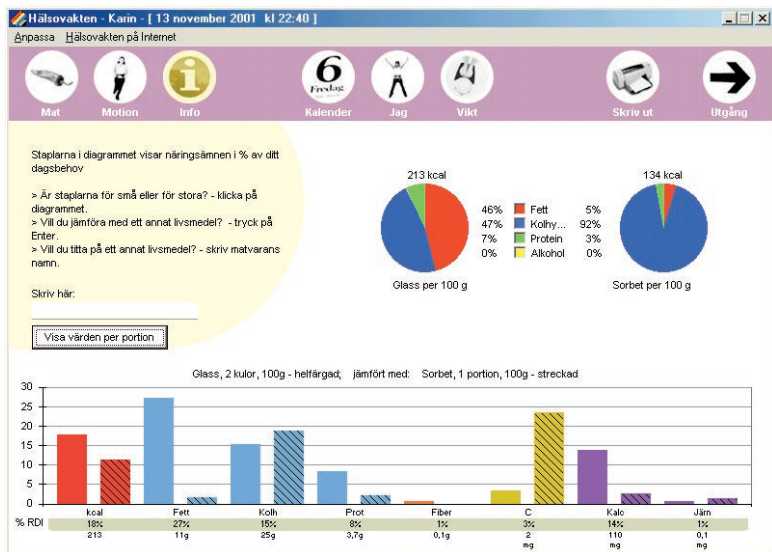 Hälsovakten - Karin - [ 13 november 2001 kl 22:40 ]
Anpassa Hälsovakten på Internet
6
Fredag
Mat Motion Info Kalender Jag Vikt Skriv ut Utgång
Staplarna i diagrammet visar näringsämnen i % av ditt
dagsbehov
> Är staplarna för små eller för stora? - klicka på
diagrammet.
> Vill du jämföra med ett annat livsmedel? - tryck på
Enter.
> Vill du titta på ett annat livsmedel? - skriv matvarans
namn.
Skriv här:
Visa värden per portion
213 kcal 134 kcal
46% Fett 5%
47% Kolhy... 92%
7% Protein 3%
0% Alkohol 0%
Glass per 100 g Sorbet per 100 g
Glass, 2 kulor, 100g - helfärgad; jämfört med: Sorbet, 1 portion, 100g - streckad
30
25
20
15
10
5
0
kcal Fett Kolh Prot Fiber C Kalc Järn
% RDI 18% 27% 15% 8% 1% 3% 14% 1%
213 11g 25g 3,7g 0,1g 2 110 0,1
mg mg mg